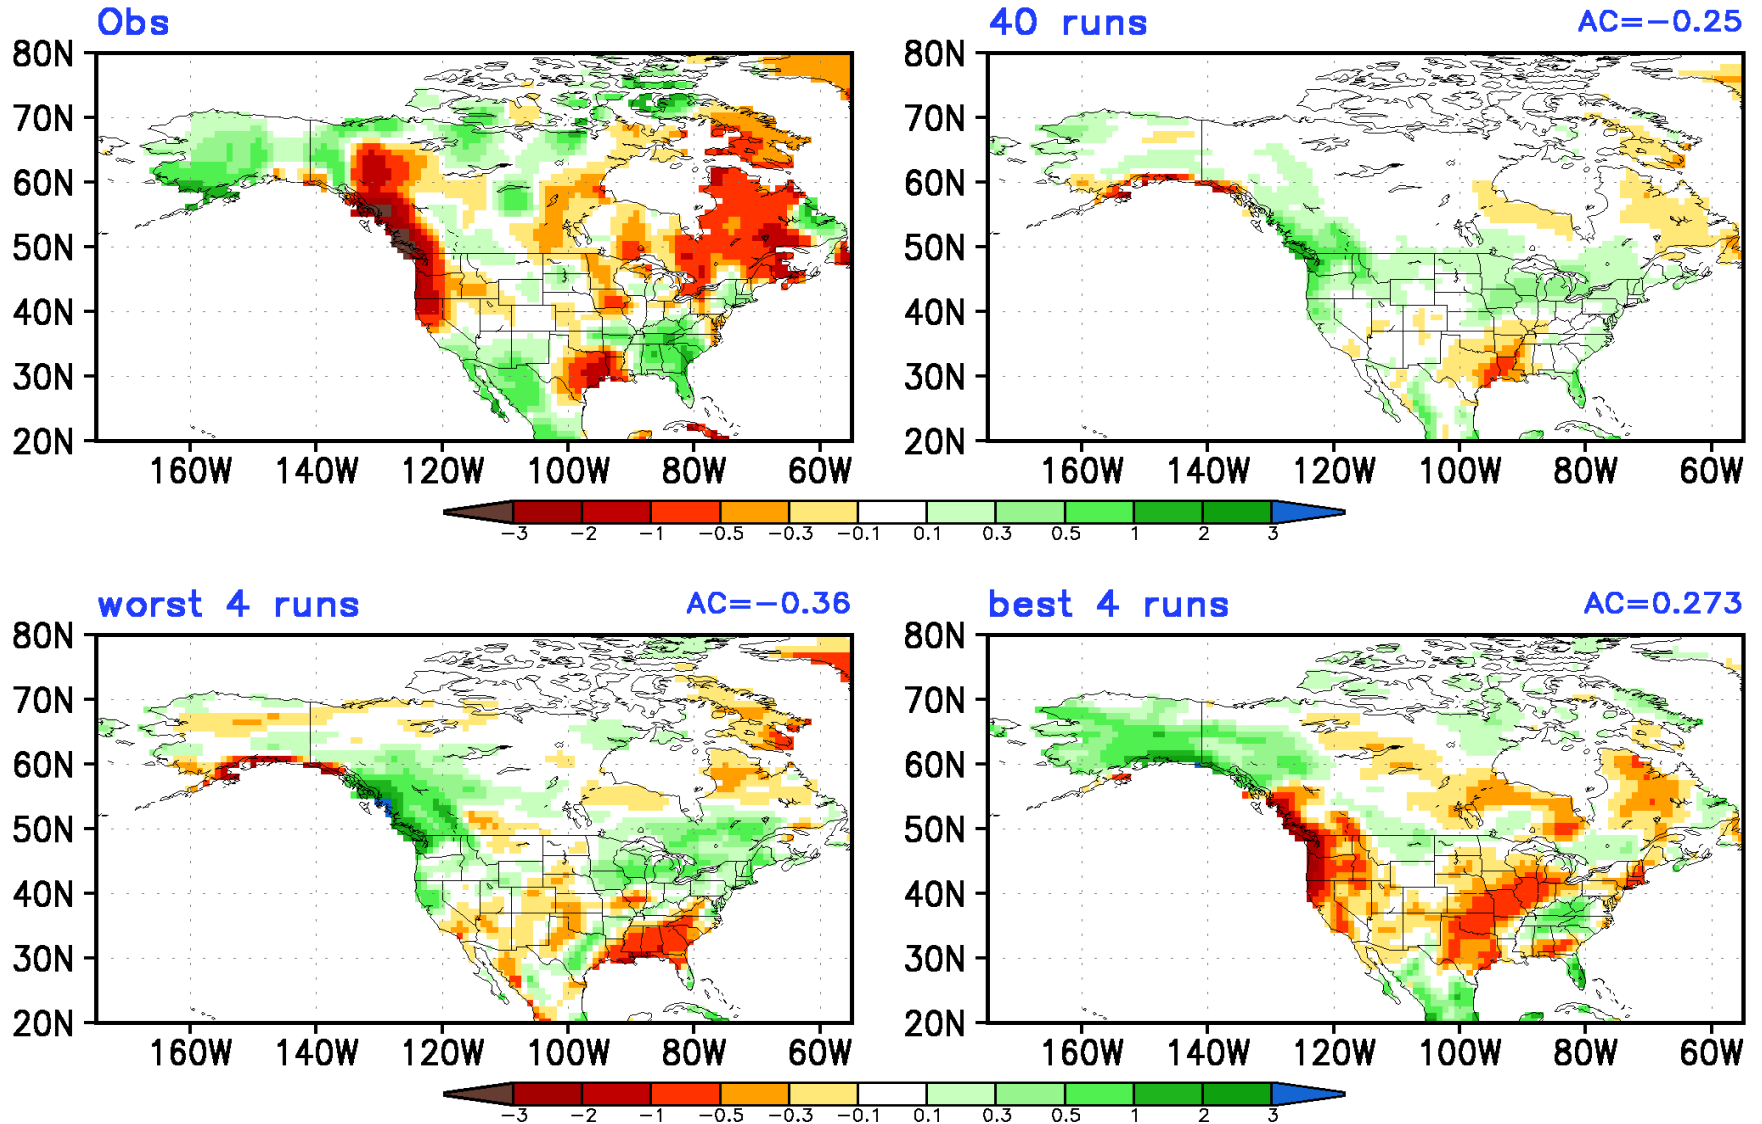 Obs
40 runs AC=−0.25
80N 80N
70N 70N
60N 60N
50N 50N
40N 40N
30N 30N
20N 20N
160W 140W 120W 100W 80W 60W 160W 140W 120W 100W 80W 60W
−3 −2 −1 −0.5 −0.3 −0.1 0.1 0.3 0.5 1 2 3
worst 4 runs AC=−0.36
best 4 runs AC=0.273
80N 80N
70N 70N
60N 60N
50N 50N
40N 40N
30N 30N
20N 20N
160W 140W 120W 100W 80W 60W 160W 140W 120W 100W 80W 60W
−3 −2 −1 −0.5 −0.3 −0.1 0.1 0.3 0.5 1 2 3